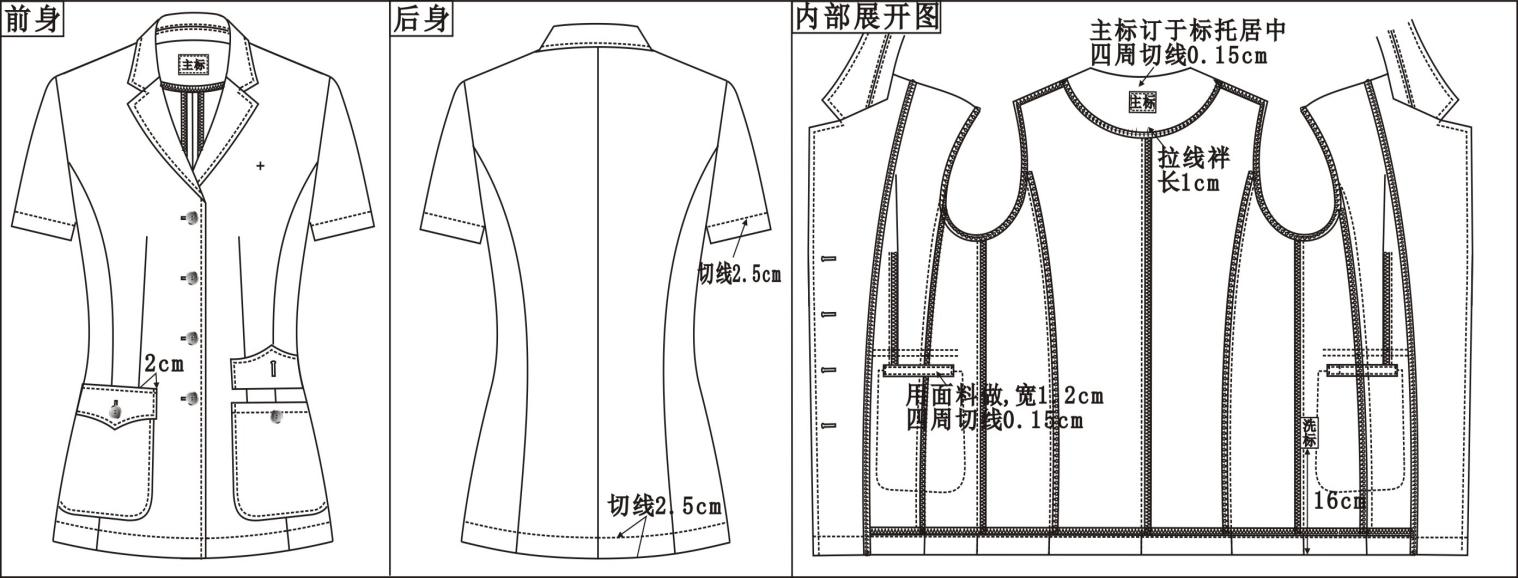 前身
主标
2cm
后身
切线2.5cm
切线2.5cm
内部展开图
主标订于标托居中
四周切线0.15cm
主标
拉线袢
长1cm
用面料做,宽1.2cm
四周切线0.15cm
洗
标
16cm